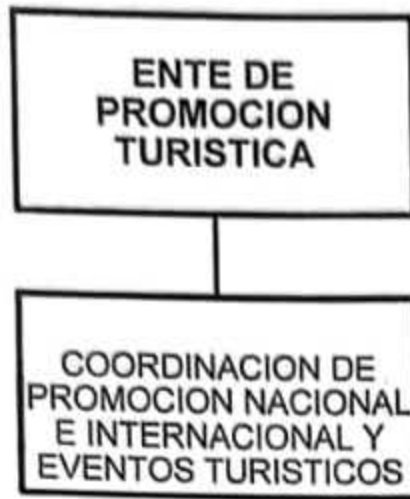 ENTE DE
PROMOCION
TURISTICA
COORDINACION DE
PROMOCION NACIONAL
E INTERNACIONAL Y
EVENTOS TURISTICOS